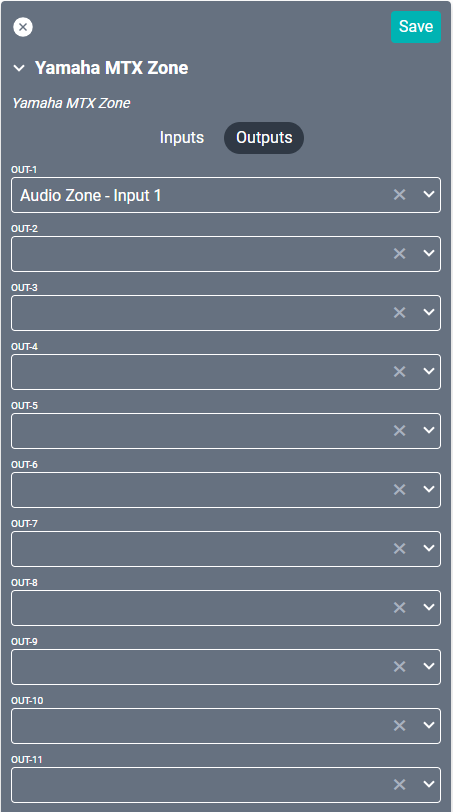 Save
Yamaha MTX Zone
Yamaha MTX Zone
Inputs Outputs
OUT-1
Audio Zone - Input 1
OUT-2
OUT-3
OUT-4
OUT-5
OUT-6
OUT-7
OUT-8
OUT-9
OUT-10
OUT-11